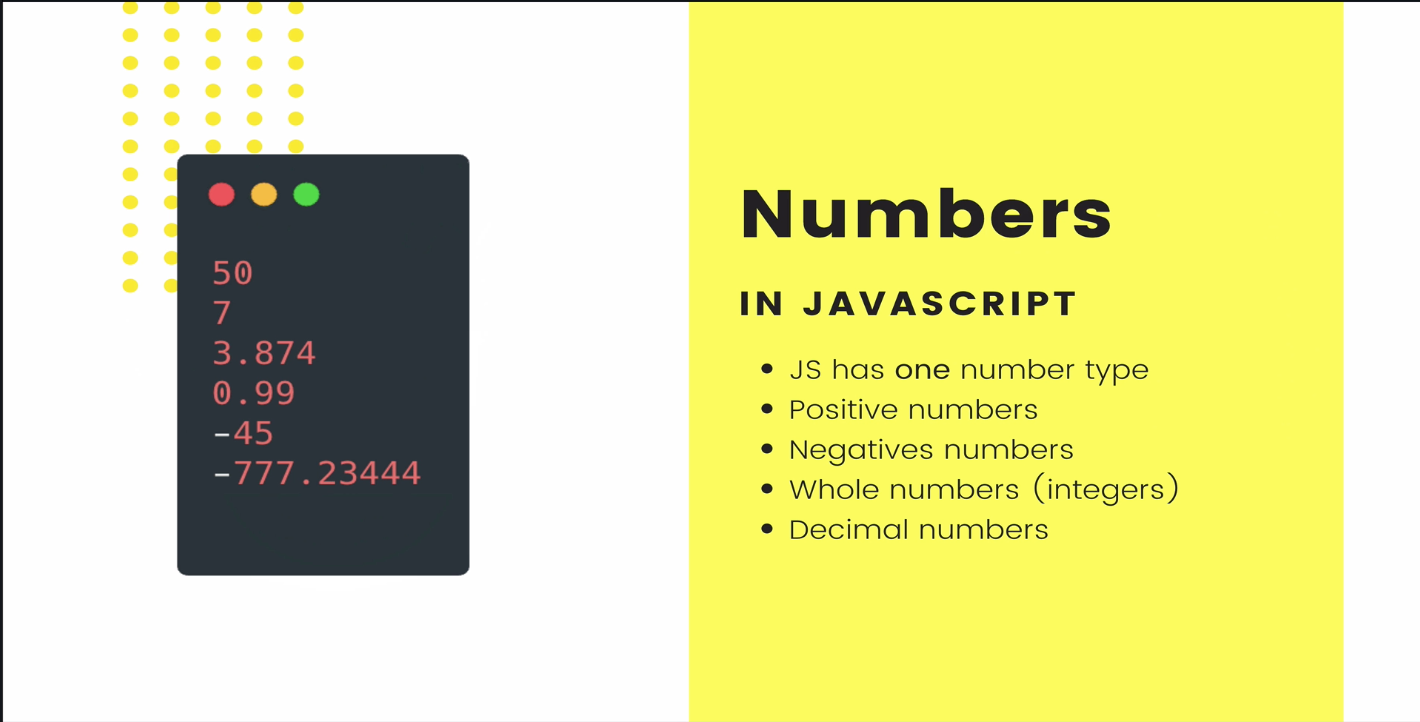 50
7
3.874
0.99
-45
-777.23444
Numbers
IN JAVASCRIPT
• JS has one number type
• Positive numbers
• Negatives numbers
• Whole numbers (integers)
• Decimal numbers